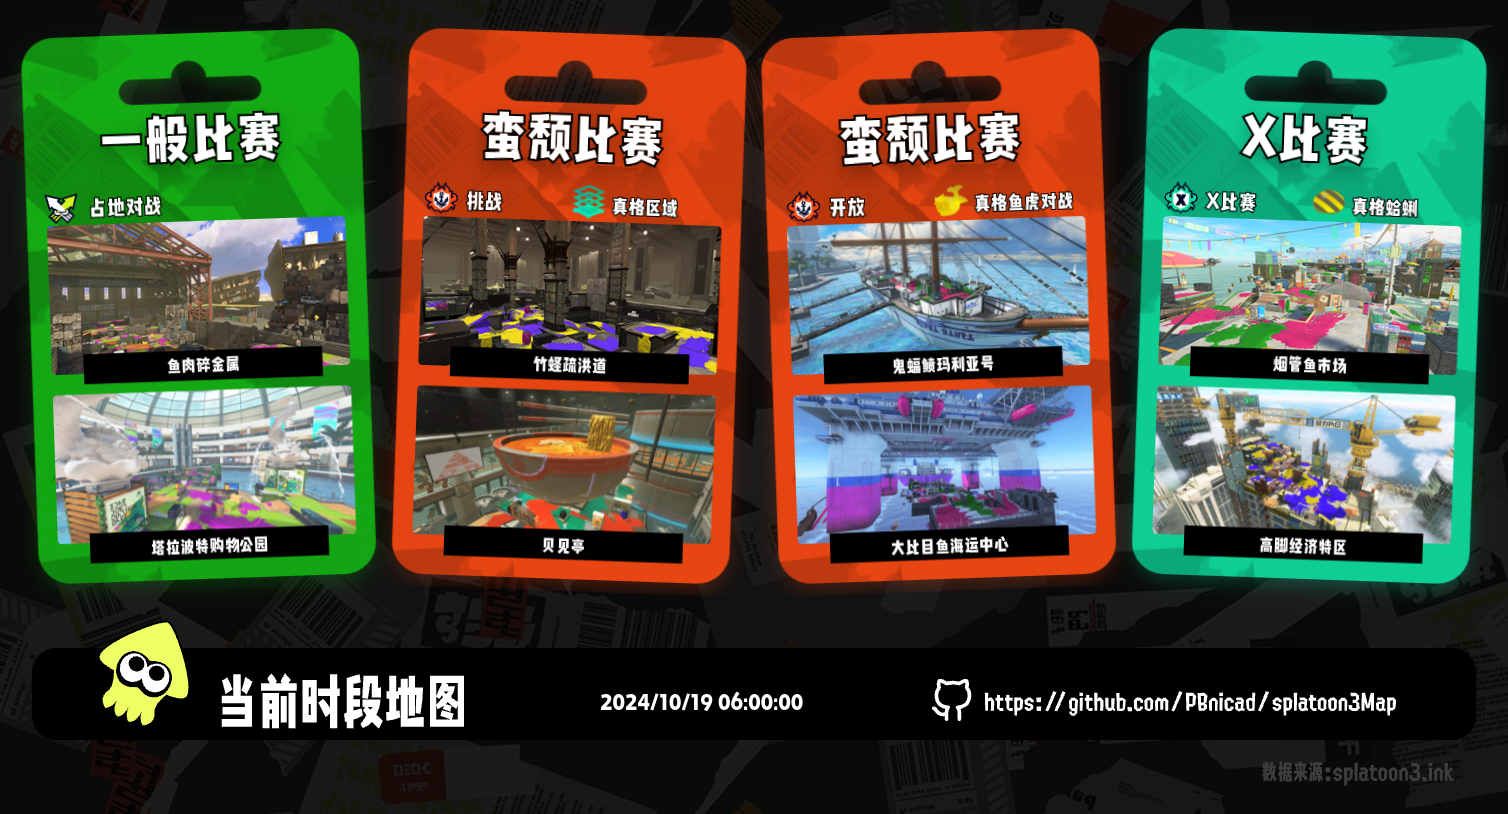 一般比赛
占地对战
鱼肉碎金属
塔拉波特购物公园
蛮颓比赛
挑战
真格区域
竹蛏疏洪道
贝见亭
蛮颓比赛
开放
真格鱼虎对战
鬼蝠鲼玛利亚号
大比目鱼海运中心
X比赛
X比赛
真格蛤蜊
烟管鱼市场
高脚经济特区
当前时段地图
2024/10/19 06:00:00
https://github.com/PBnicad/splatoon3Map
数据来源:splatoon3.ink